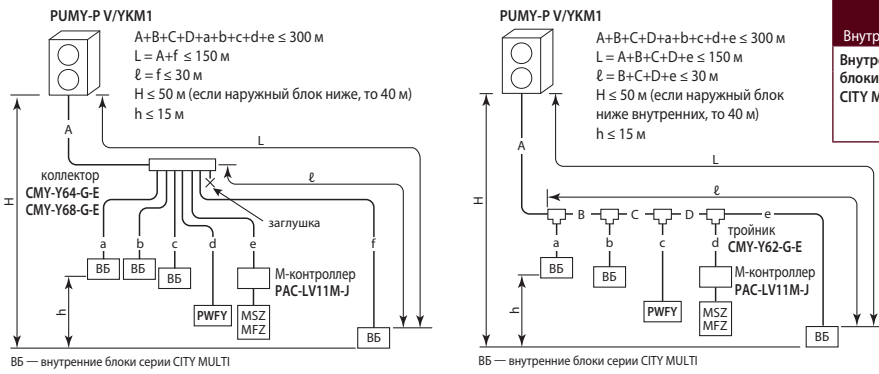 PUMY-P V/YKM1
A+B+C+D+a+b+c+d+e ≤ 300 м
L = A+f ≤ 150 м
ℓ = f ≤ 30 м
H ≤ 50 м (если наружный блок ниже, то 40 м)
h ≤ 15 м
A
L
H
коллектор
CMY-Y64-G-E
CMY-Y68-G-E
ℓ
заглушка
a b c d e f
ВБ ВБ ВБ
М-контроллер
PAC-LV11M-J
h
PWFY
MSZ
MFZ
ВБ
ВБ — внутренние блоки серии CITY MULTI
PUMY-P V/YKM1
A+B+C+D+a+b+c+d+e ≤ 300 м
L = A+B+C+D+e ≤ 150 м
ℓ = B+C+D+e ≤ 30 м
H ≤ 50 м (если наружный блок
ниже внутренних, то 40 м)
h ≤ 15 м
A
L
H
ℓ
B C D e
тройник
CMY-Y62-G-E
a b c d
ВБ ВБ
М-контроллер
PAC-LV11M-J
h
PWFY
MSZ
MFZ
ВБ
ВБ — внутренние блоки серии CITY MULTI
Внутр
Внутре
блоки
CITY M